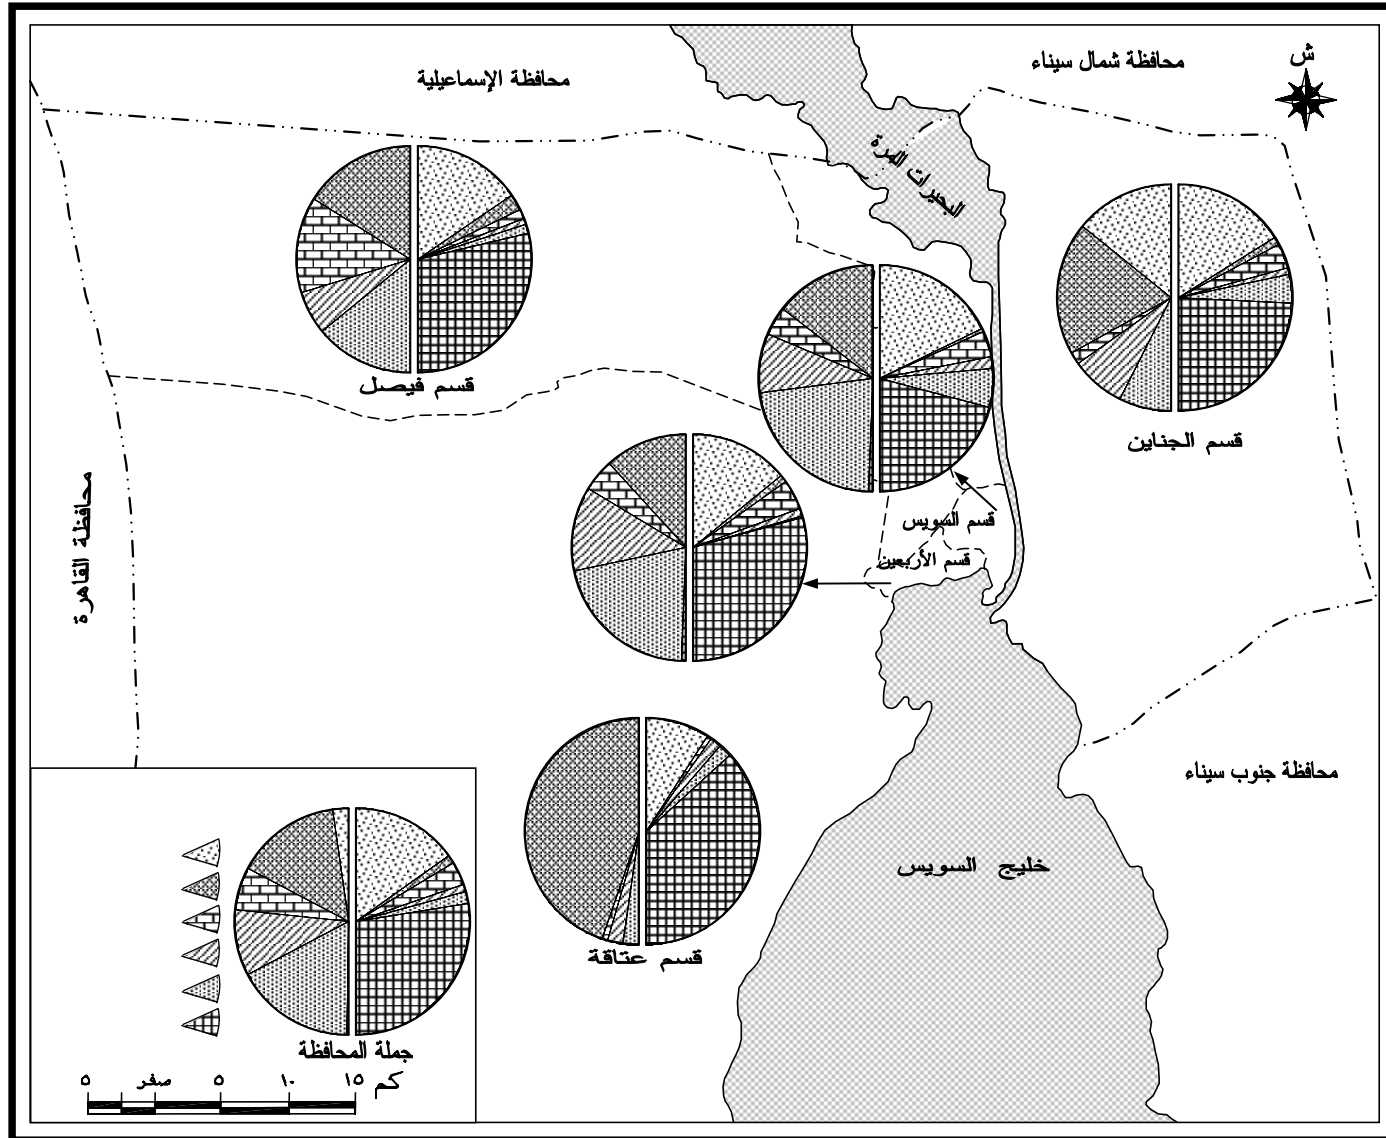 ش
محافظة شمال سيناء
محافظة الإسماعيلية
البحيرات المرة
قسم فيصل
قسم الجناين
محافظة القاهرة
قسم السويس
قسم الأربعين
محافظة جنوب سيناء
خليج السويس
قسم عتاقة
جملة المحافظة
٥ صفر ٥ ١٠ ١٥ كم